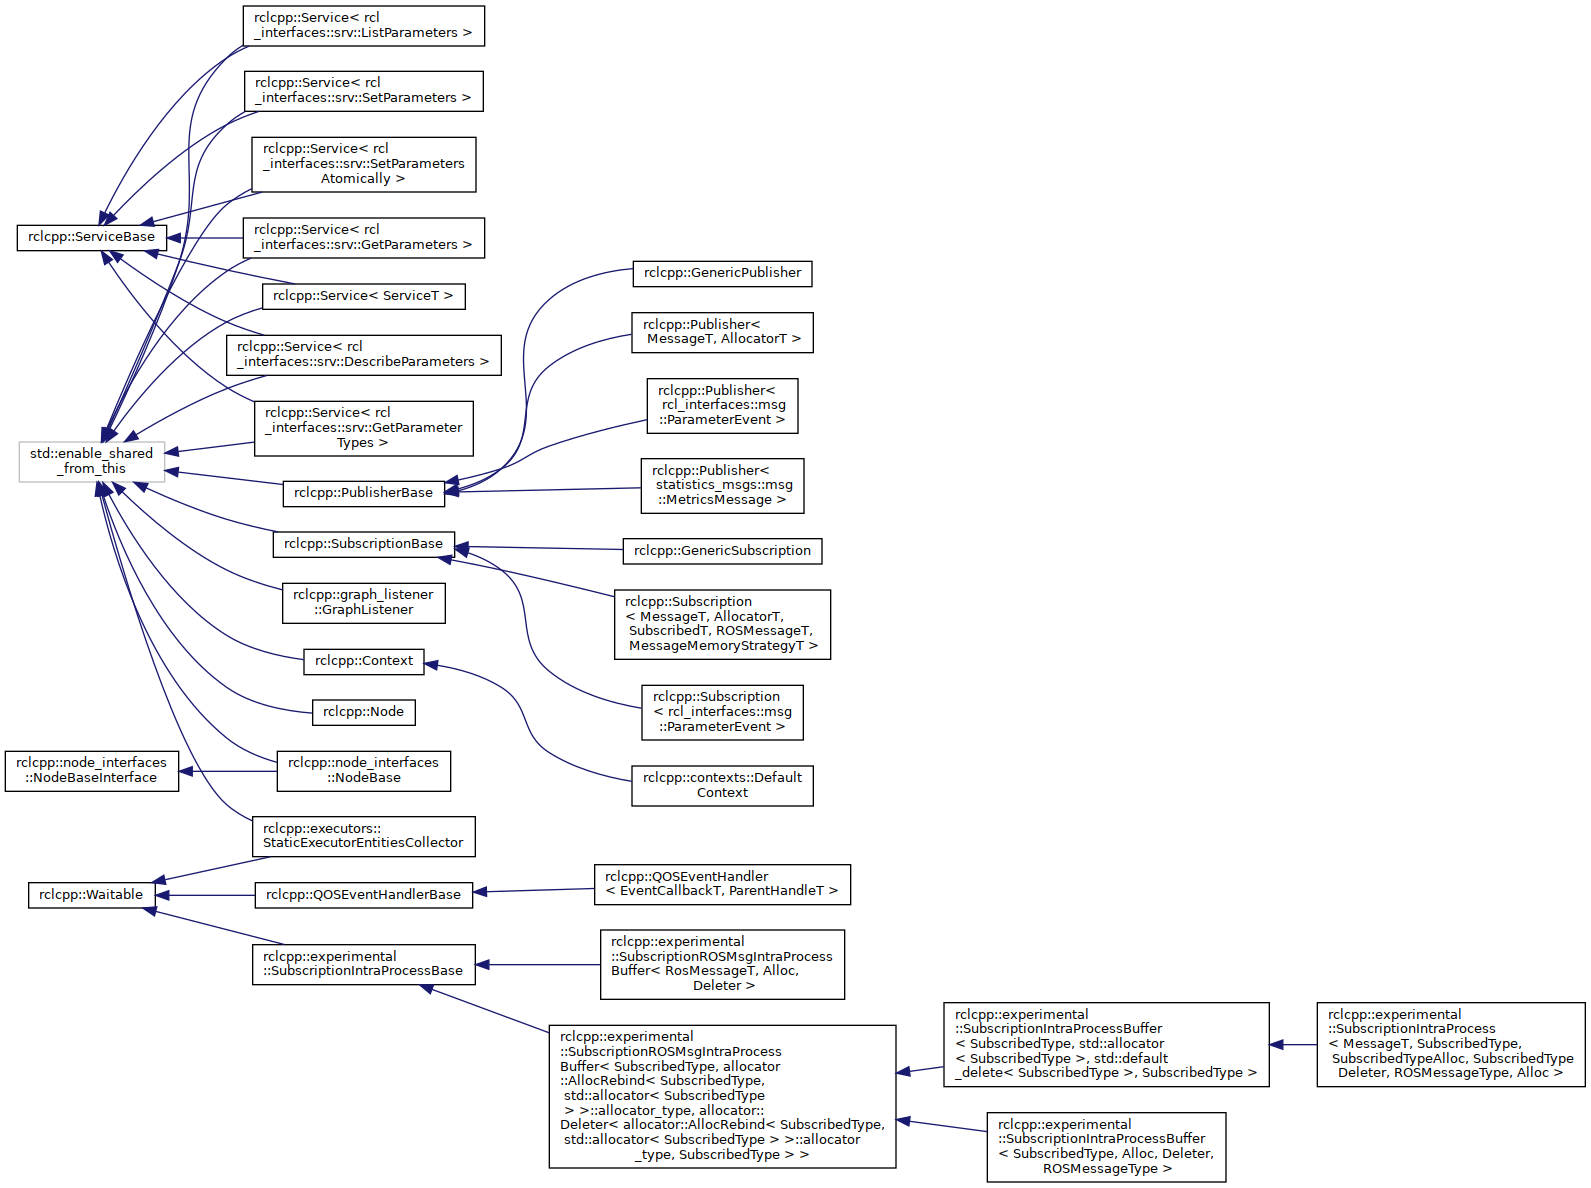 rclcpp::Service< rcl
_interfaces::srv::ListParameters >
rclcpp::Service< rcl
_interfaces::srv::SetParameters >
rclcpp::Service< rcl
_interfaces::srv::SetParameters
Atomically >
rclcpp::ServiceBase
rclcpp::Service< rcl
_interfaces::srv::GetParameters >
rclcpp::Service< ServiceT >
rclcpp::Service< rcl
_interfaces::srv::DescribeParameters >
rclcpp::Service< rcl
_interfaces::srv::GetParameter
Types >
std::enable_shared
_from_this
rclcpp::PublisherBase
rclcpp::GenericPublisher
rclcpp::Publisher<
MessageT, AllocatorT >
rclcpp::Publisher<
rcl_interfaces::msg
::ParameterEvent >
rclcpp::Publisher<
statistics_msgs::msg
::MetricsMessage >
rclcpp::SubscriptionBase
rclcpp::GenericSubscription
rclcpp::Subscription
< MessageT, AllocatorT,
SubscribedT, ROSMessageT,
MessageMemoryStrategyT >
rclcpp::Subscription
< rcl_interfaces::msg
::ParameterEvent >
rclcpp::graph_listener
::GraphListener
rclcpp::Context
rclcpp::contexts::Default
Context
rclcpp::Node
rclcpp::node_interfaces
::NodeBaseInterface
rclcpp::node_interfaces
::NodeBase
rclcpp::executors::
StaticExecutorEntitiesCollector
rclcpp::Waitable
rclcpp::QOSEventHandlerBase
rclcpp::QOSEventHandler
< EventCallbackT, ParentHandleT >
rclcpp::experimental
::SubscriptionIntraProcessBase
rclcpp::experimental
::SubscriptionROSMsgIntraProcess
Buffer< RosMessageT, Alloc,
Deleter >
rclcpp::experimental
::SubscriptionROSMsgIntraProcess
Buffer< SubscribedType, allocator
::AllocRebind< SubscribedType,
std::allocator< SubscribedType
> >::allocator_type, allocator::
Deleter< allocator::AllocRebind< SubscribedType,
std::allocator< SubscribedType > >::allocator
_type, SubscribedType > >
rclcpp::experimental
::SubscriptionIntraProcessBuffer
< SubscribedType, std::allocator
< SubscribedType >, std::default
_delete< SubscribedType >, SubscribedType >
rclcpp::experimental
::SubscriptionIntraProcess
< MessageT, SubscribedType,
SubscribedTypeAlloc, SubscribedType
Deleter, ROSMessageType, Alloc >
rclcpp::experimental
::SubscriptionIntraProcessBuffer
< SubscribedType, Alloc, Deleter,
ROSMessageType >